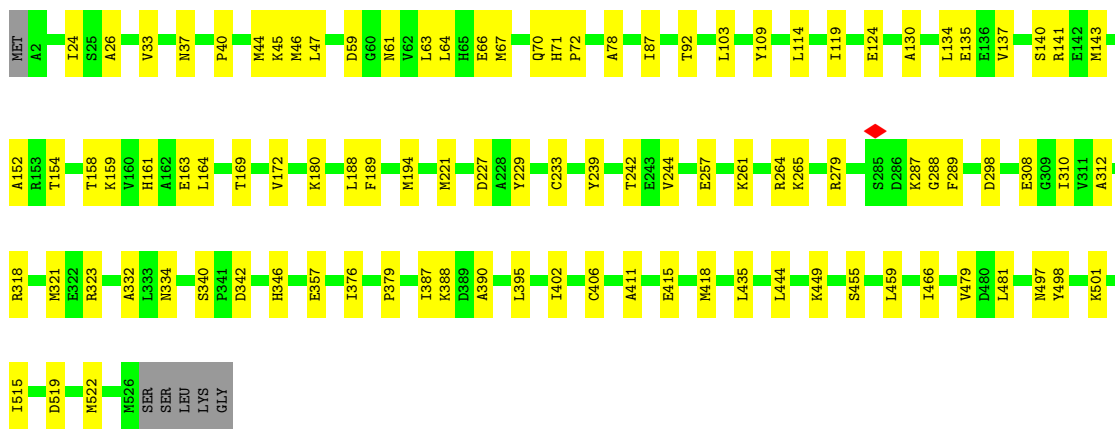 MET A2 I24 S25 A26 V33 N37 P40 M44 K45 M46 L47 D59 G60 N61 V62 L63 L64 H65 E66 M67 Q70 H71 P72 A78 I87 T92 L103 Y109 L114 I119 E124 A130 L134 E135 E136 V137 S140 R141 E142 M143
A152 R153 T154 T158 K159 V160 H161 A162 E163 L164 T169 V172 K180 L188 F189 M194 M221 D227 A228 Y229 C233 Y239 T242 E243 V244 E257 K261 R264 K265 R279 S285 D286 K287 G288 F289 D298 E308 G309 I310 V311 A312
R318 M321 E322 R323 A332 L333 N334 S340 P341 D342 H346 E357 I376 P379 I387 K388 D389 A390 L395 I402 C406 A411 E415 M418 L435 L444 K449 S455 L459 I466 V479 D480 L481 N497 Y498 K501
I515 D519 M522 M526 SER SER LEU LYS GLY